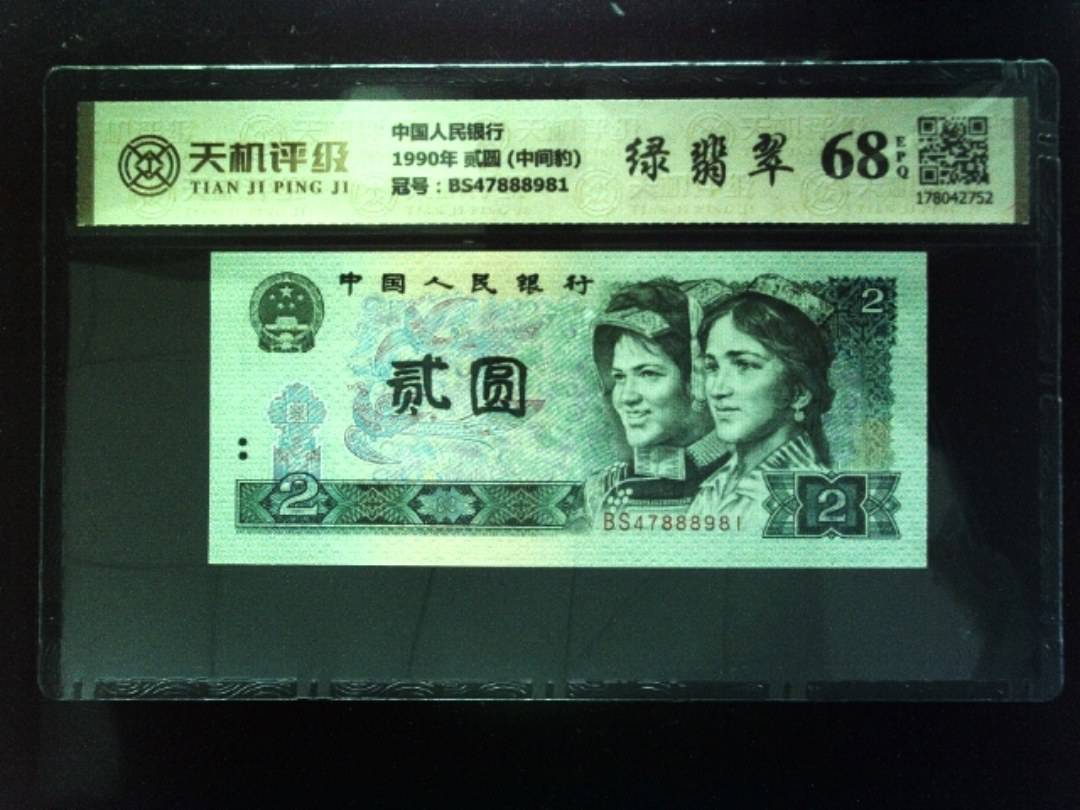 天机评级
TIAN JI PING JI
中国人民银行
1990年 贰圆 (中间豹)
冠号：BS47888981
绿翡翠
68
EPQ
178042752
中国人民银行
2
贰圆
2
BS47888981
2